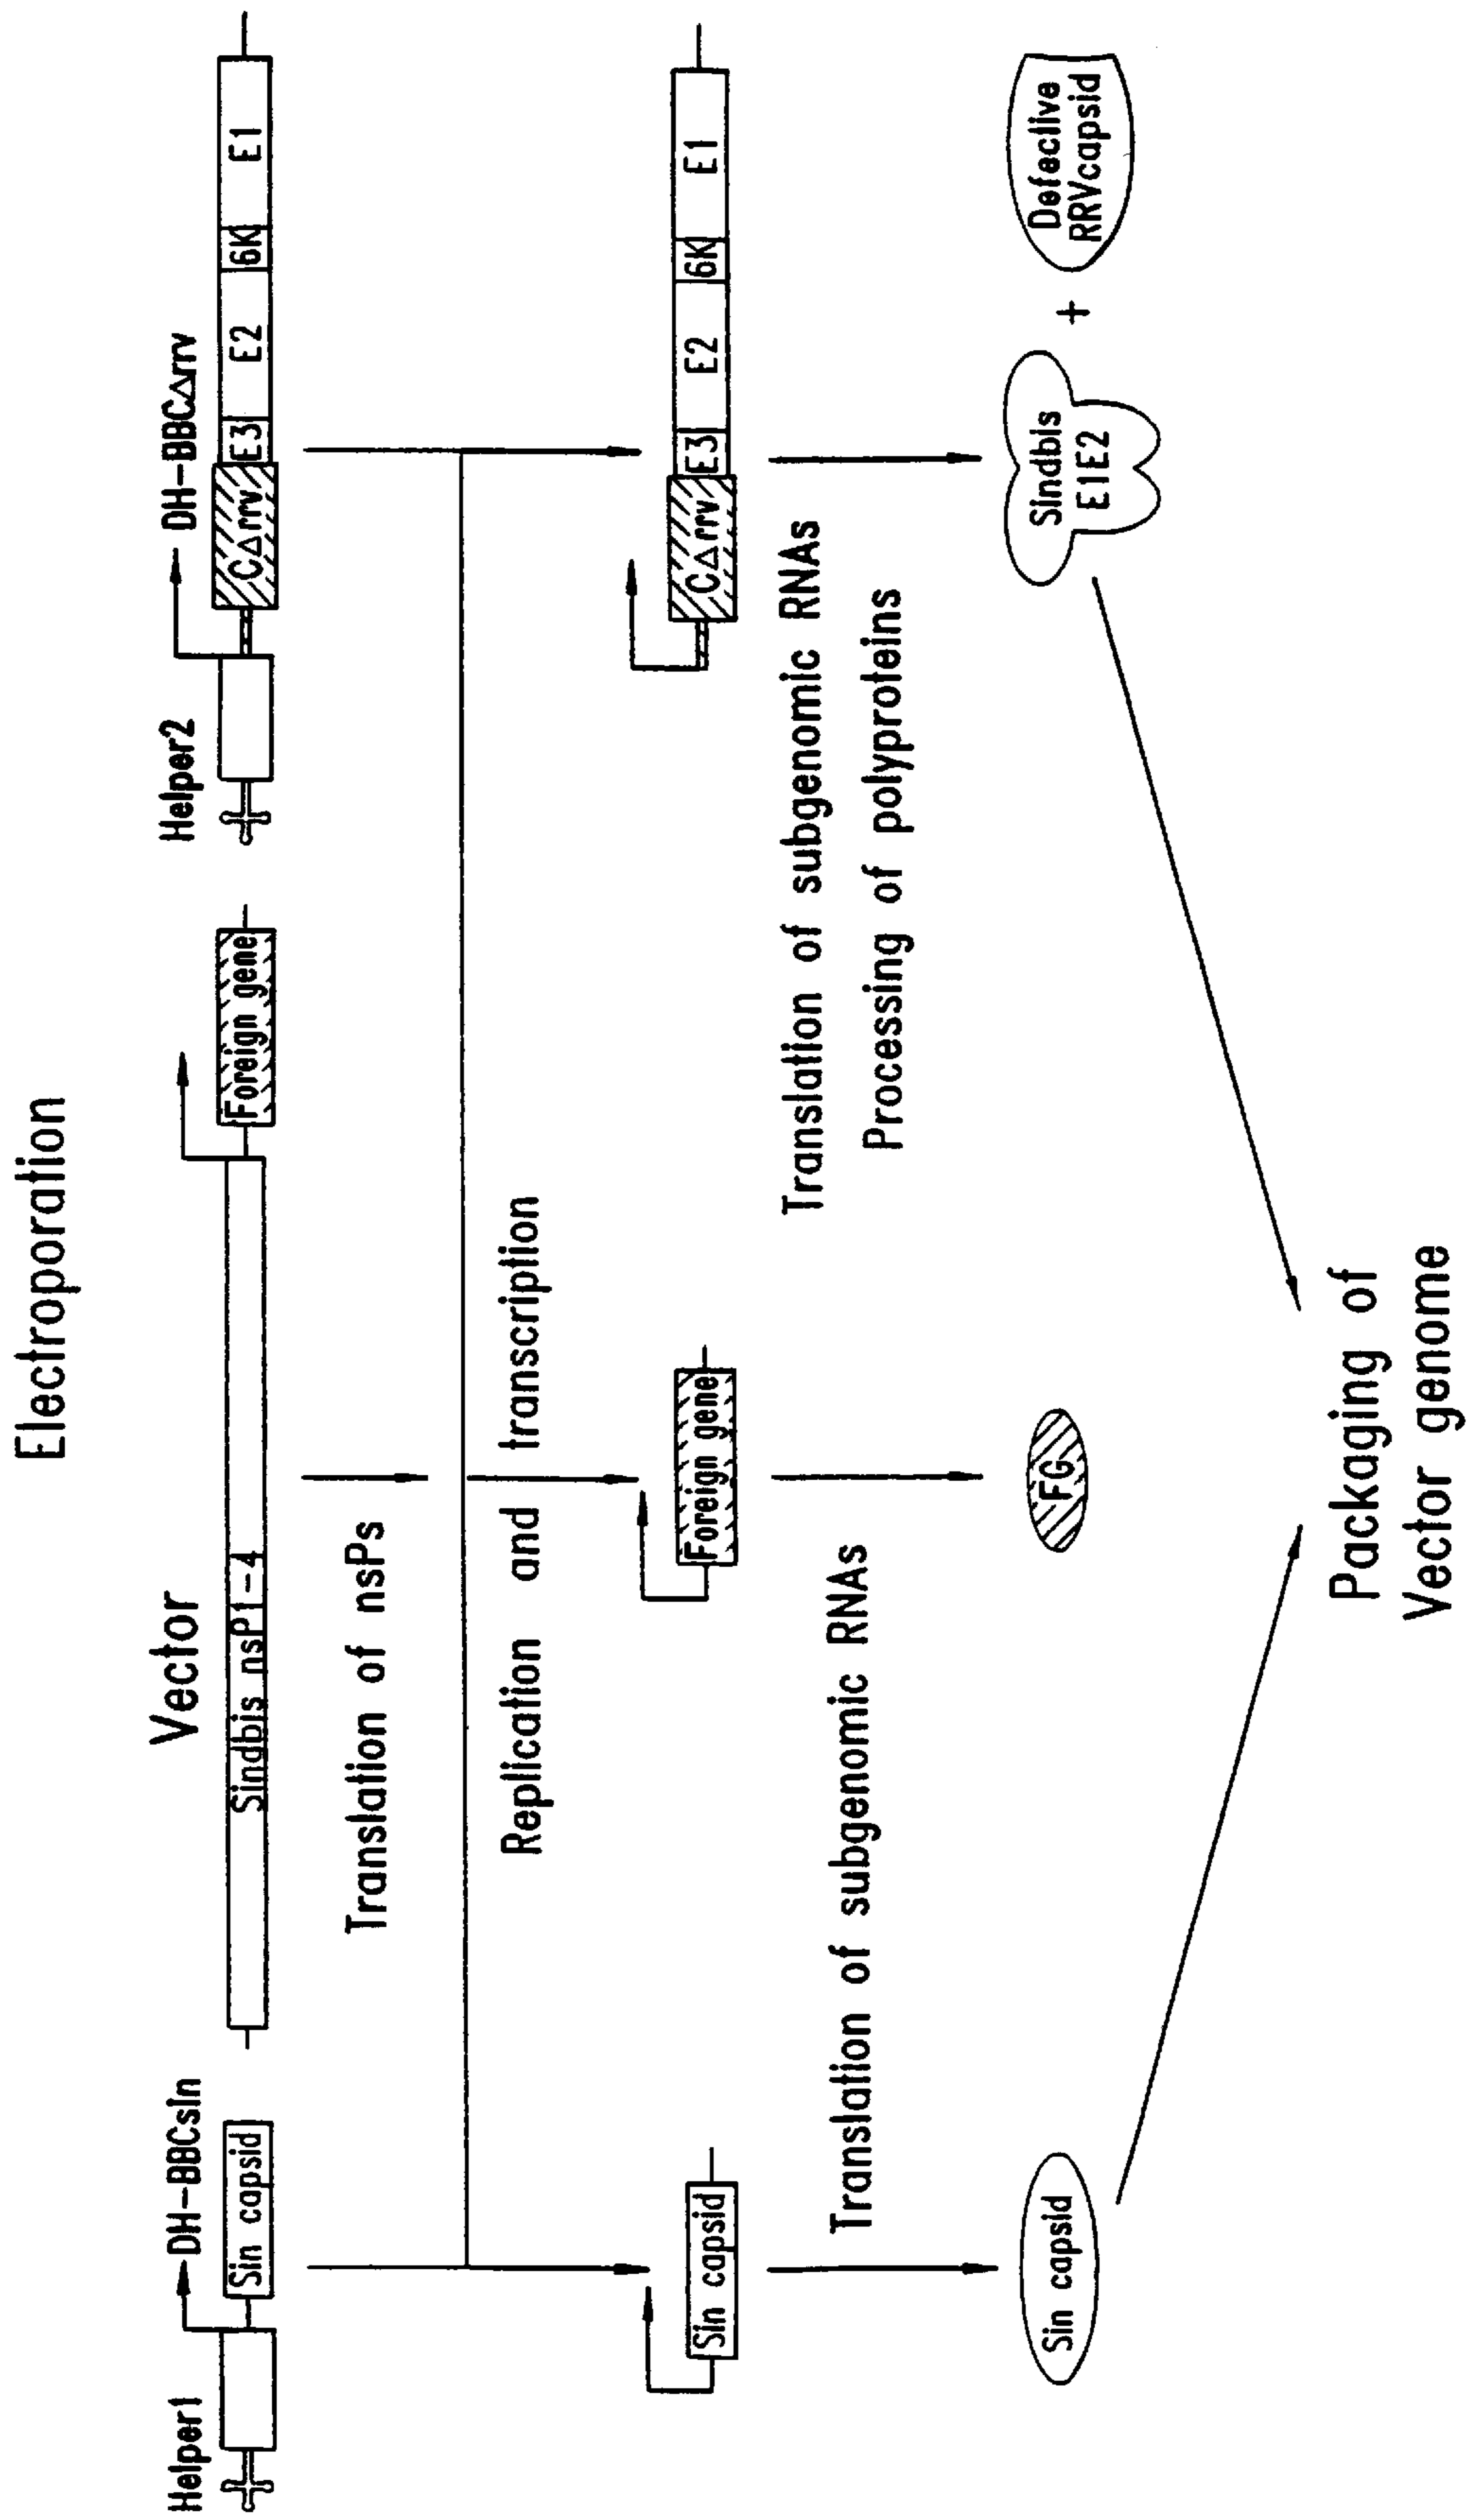 Electroporation
Vector
Helper1
DH-BBCsin
Helper2
DH-BBCΔrrv
Sin capsid
Sindbis nsP1-4
Foreign gene
CΔrrv
E3
E2
6K
E1
Translation of nsPs
Replication and transcription
Sin capsid
Foreign gene
CΔrrv
E3
E2
6K
E1
Translation of subgenomic RNAs
Translation of subgenomic RNAs
Processing of polyproteins
Sin capsid
FG
Sindbis
E1E2
+
Defective
RRVcapsid
Packaging of
Vector genome